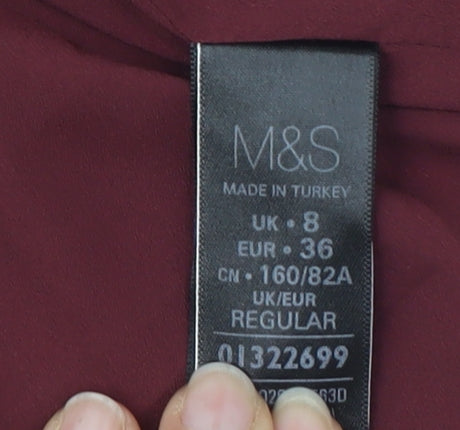 M&S
MADE IN TURKEY
UK • 8
EUR • 36
CN • 160/82A
UK/EUR
REGULAR
01322699